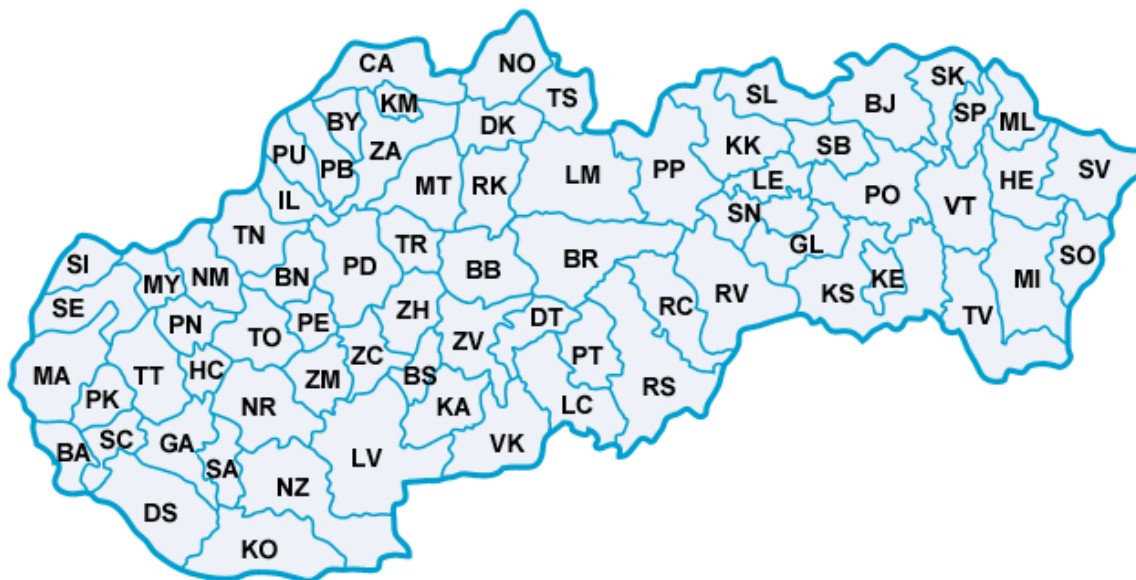 CA
NO
KM
TS
BY
DK
SL
BJ
SK
SP
ML
PU
PB
ZA
MT
RK
LM
PP
KK
SB
LE
PO
HE
SV
IL
SN
VT
TN
TR
GL
SO
SI
MY
NM
BN
PD
BB
BR
KE
MI
SE
PN
TO
PE
ZH
ZV
DT
RC
RV
KS
TV
MA
TT
HC
ZM
ZC
BS
PT
RS
PK
NR
KA
LC
BA
SC
GA
SA
LV
VK
DS
NZ
KO